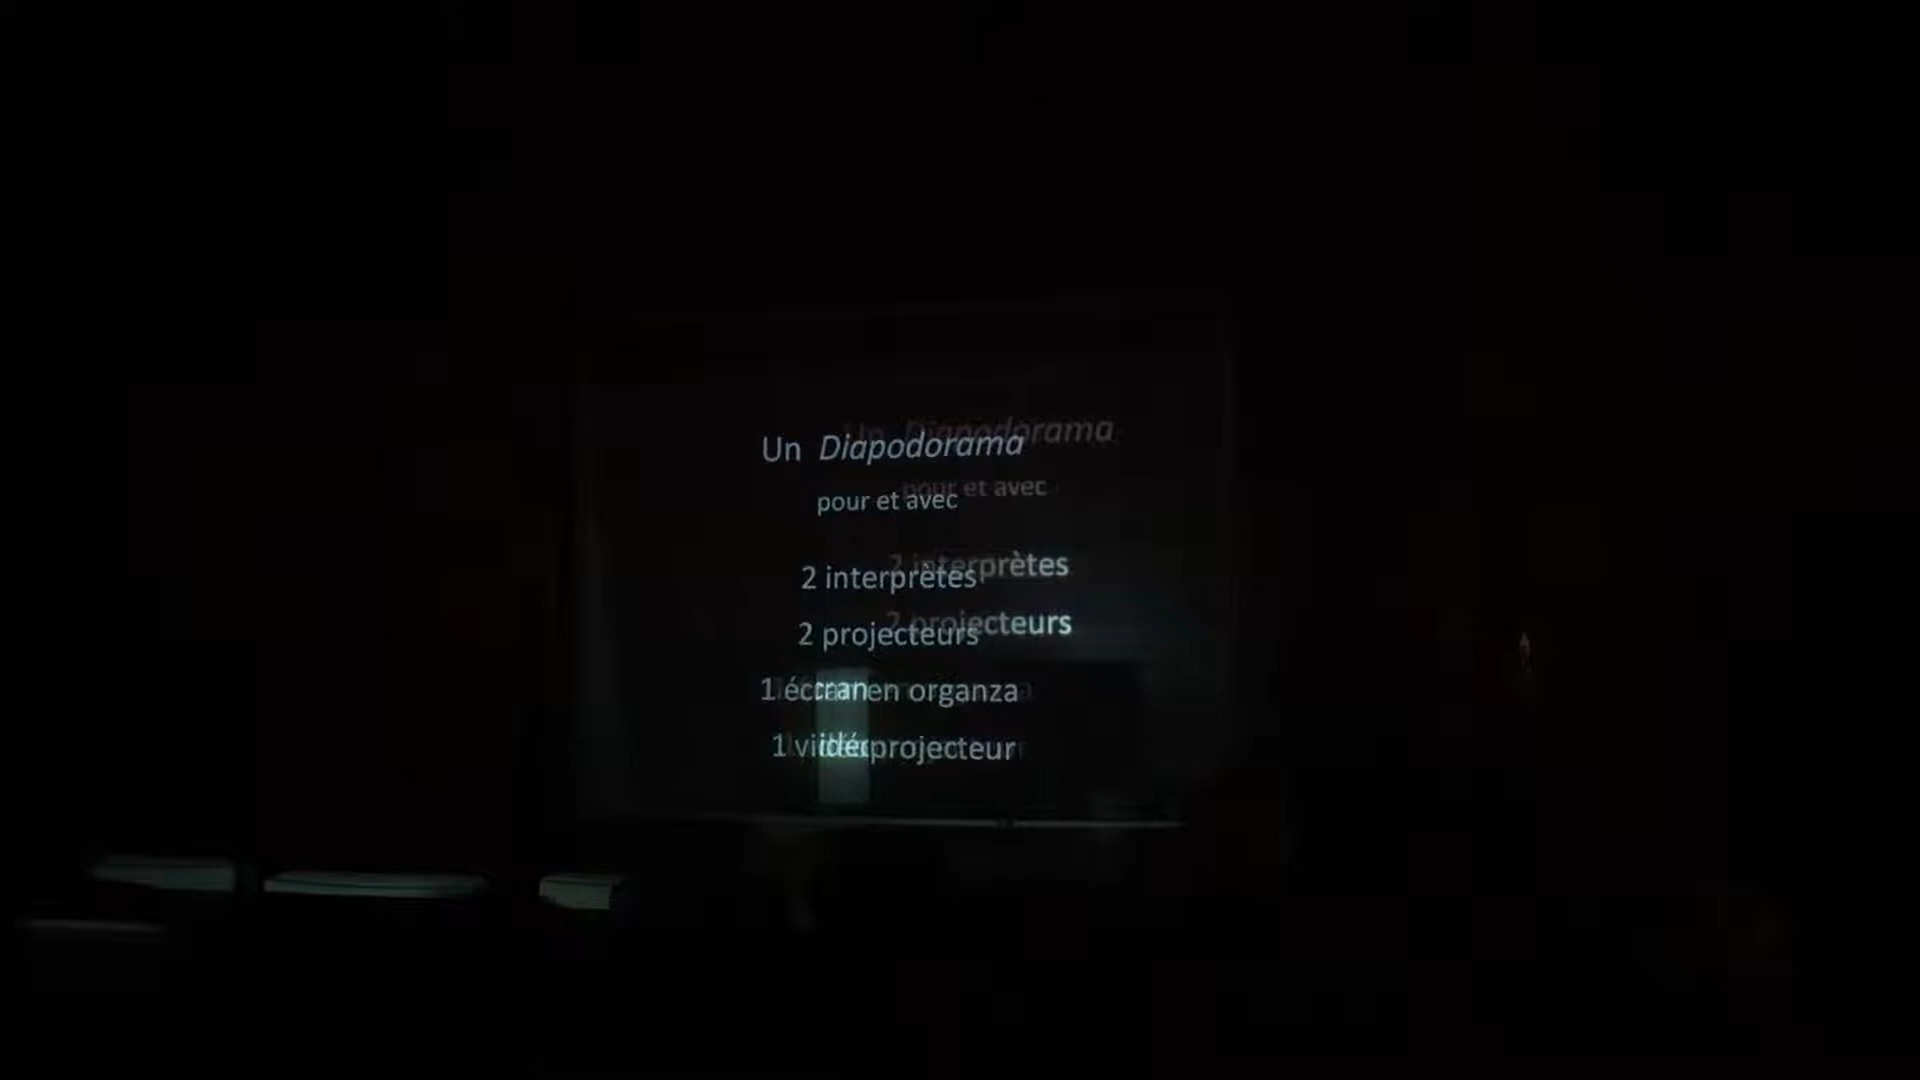 Un Diapodorama
pour et avec
2 interprètes
2 projecteurs
1 écran en organza
1 vidéoprojecteur